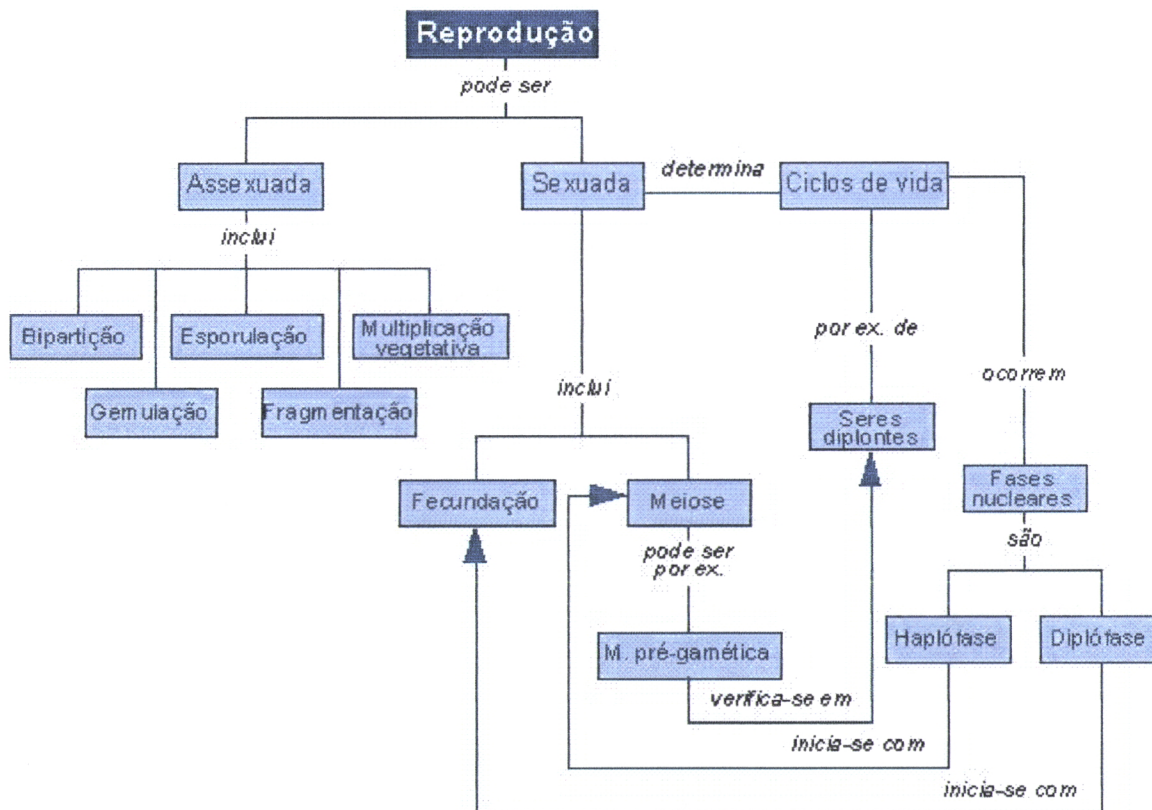 Reprodução
pode ser
Assexuada
Sexuada
determina
Ciclos de vida
inclui
Bipartição
Esporulação
Multiplicação
vegetativa
Gemulação
Fragmentação
inclui
por ex. de
ocorrem
Seres
diplontes
Fecundação
Meiose
Fases
nucleares
pode ser
por ex.
são
M. pré-gamética
Haplófase
Diplófase
verifica-se em
inicia-se com
inicia-se com